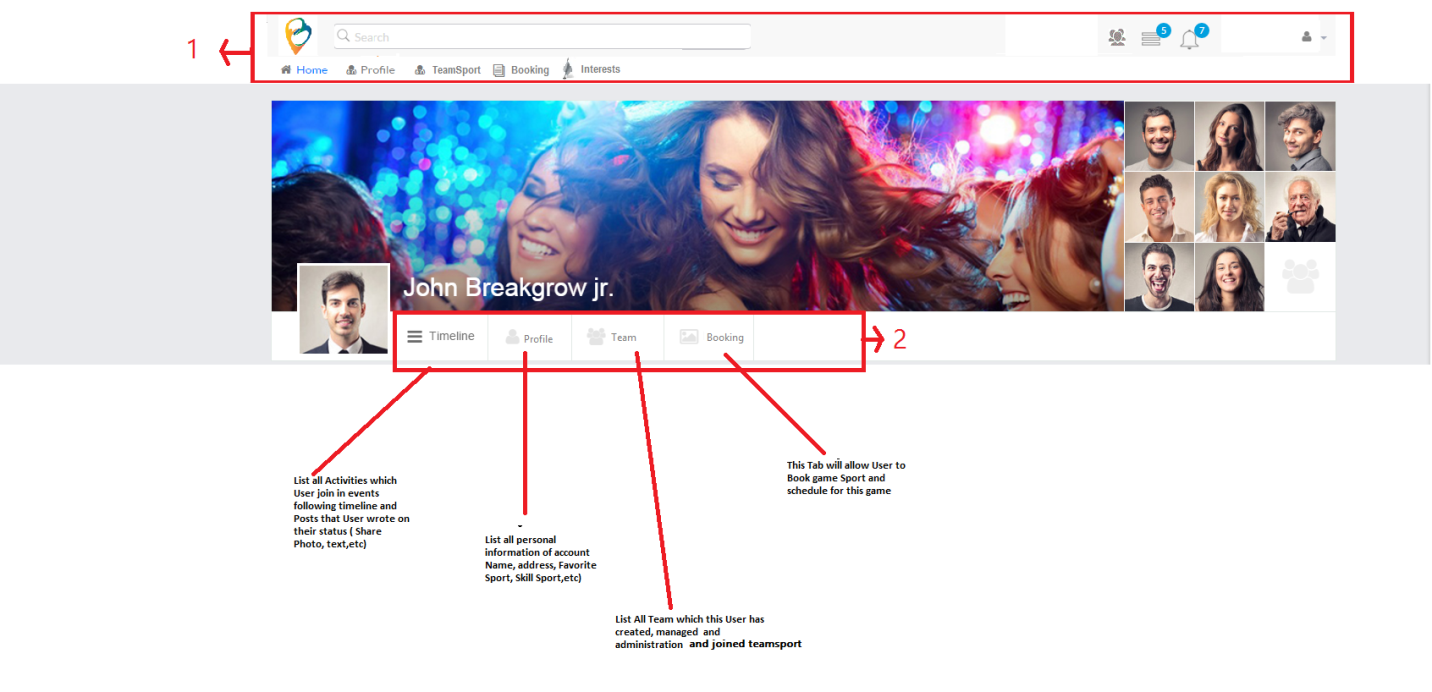 1
Search
5
7
Home Profile TeamSport Booking Interests
John Breakgrow jr.
Timeline Profile Team Booking
2
List all Activities which
User join in events
following timeline and
Posts that User wrote on
their status ( Share
Photo, text,etc)
This Tab will allow User to
Book game Sport and
schedule for this game
List all personal
information of account
Name, address, Favorite
Sport, Skill Sport,etc)
List All Team which this User has
created, managed and
administration and joined teamsport